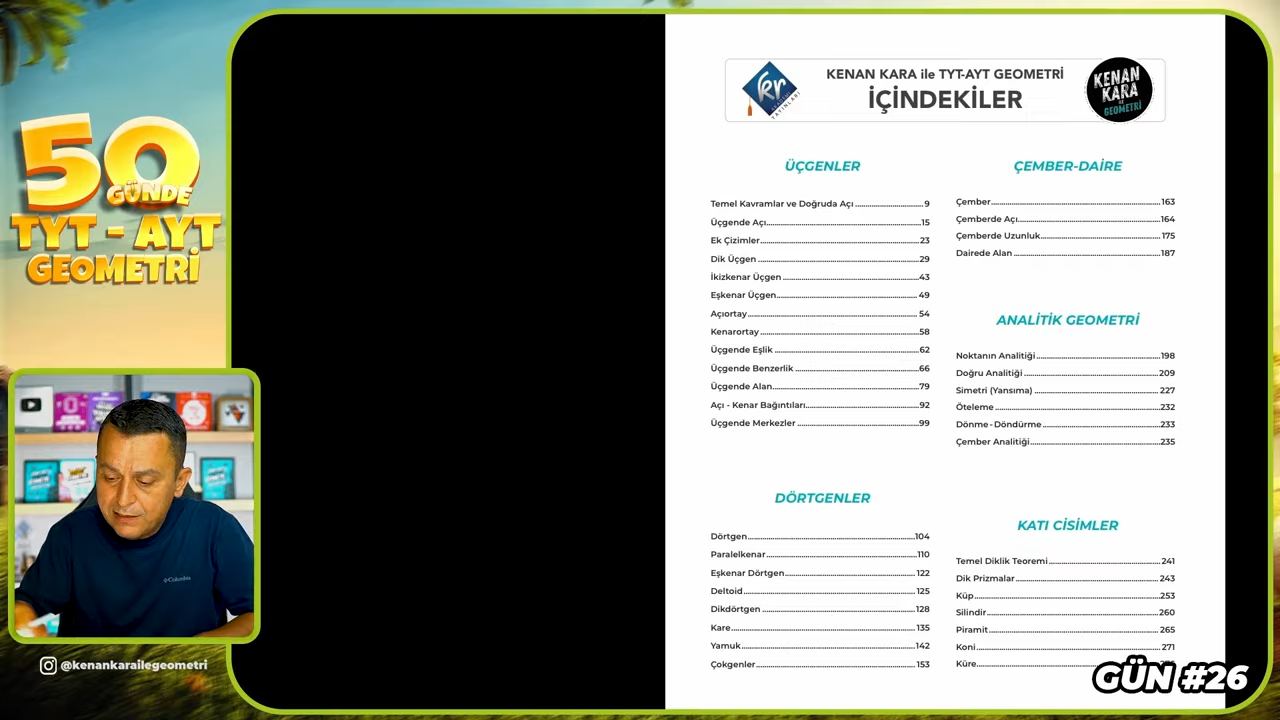 50
GÜNDE
TYT - AYT
GEOMETRİ
@kenankarailegeometri
Columbia
kr
YAYINLARI
KENAN KARA ile TYT-AYT GEOMETRİ
İÇİNDEKİLER
KENAN
KARA
ile
GEOMETRİ
ÜÇGENLER
Temel Kavramlar ve Doğruda Açı 9
Üçgende Açı 15
Ek Çizimler 23
Dik Üçgen 29
İkizkenar Üçgen 43
Eşkenar Üçgen 49
Açıortay 54
Kenarortay 58
Üçgende Eşlik 62
Üçgende Benzerlik 66
Üçgende Alan 79
Açı - Kenar Bağıntıları 92
Üçgende Merkezler 99
DÖRTGENLER
Dörtgen 104
Paralelkenar 110
Eşkenar Dörtgen 122
Deltoid 125
Dikdörtgen 128
Kare 135
Yamuk 142
Çokgenler 153
ÇEMBER-DAİRE
Çember 163
Çemberde Açı 164
Çemberde Uzunluk 175
Dairede Alan 187
ANALİTİK GEOMETRİ
Noktanın Analitiği 198
Doğru Analitiği 209
Simetri (Yansıma) 227
Öteleme 232
Dönme - Döndürme 233
Çember Analitiği 235
KATI CİSİMLER
Temel Diklik Teoremi 241
Dik Prizmalar 243
Küp 253
Silindir 260
Piramit 265
Koni 271
Küre
GÜN #26